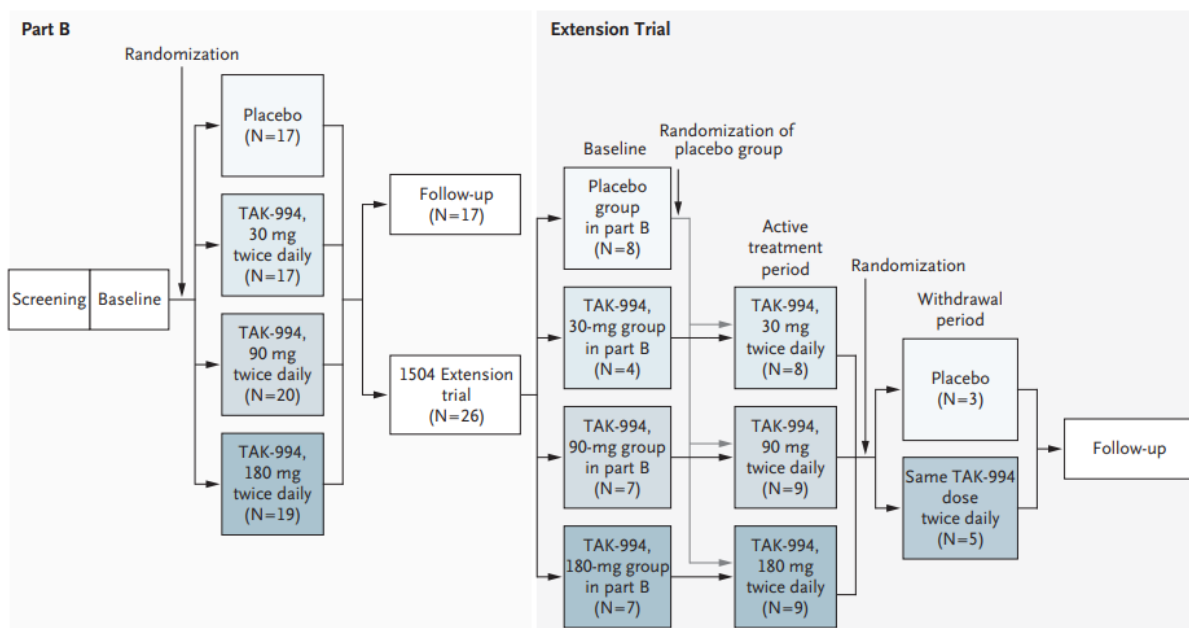 Part B
Randomization
Screening
Baseline
Placebo
(N=17)
TAK-994,
30 mg
twice daily
(N=17)
TAK-994,
90 mg
twice daily
(N=20)
TAK-994,
180 mg
twice daily
(N=19)
Follow-up
(N=17)
1504 Extension
trial
(N=26)
Extension Trial
Baseline
Placebo
group
in part B
(N=8)
TAK-994,
30-mg group
in part B
(N=4)
TAK-994,
90-mg group
in part B
(N=7)
TAK-994,
180-mg group
in part B
(N=7)
Randomization of
placebo group
Active
treatment
period
TAK-994,
30 mg
twice daily
(N=8)
TAK-994,
90 mg
twice daily
(N=9)
TAK-994,
180 mg
twice daily
(N=9)
Randomization
Withdrawal
period
Placebo
(N=3)
Same TAK-994
dose
twice daily
(N=5)
Follow-up